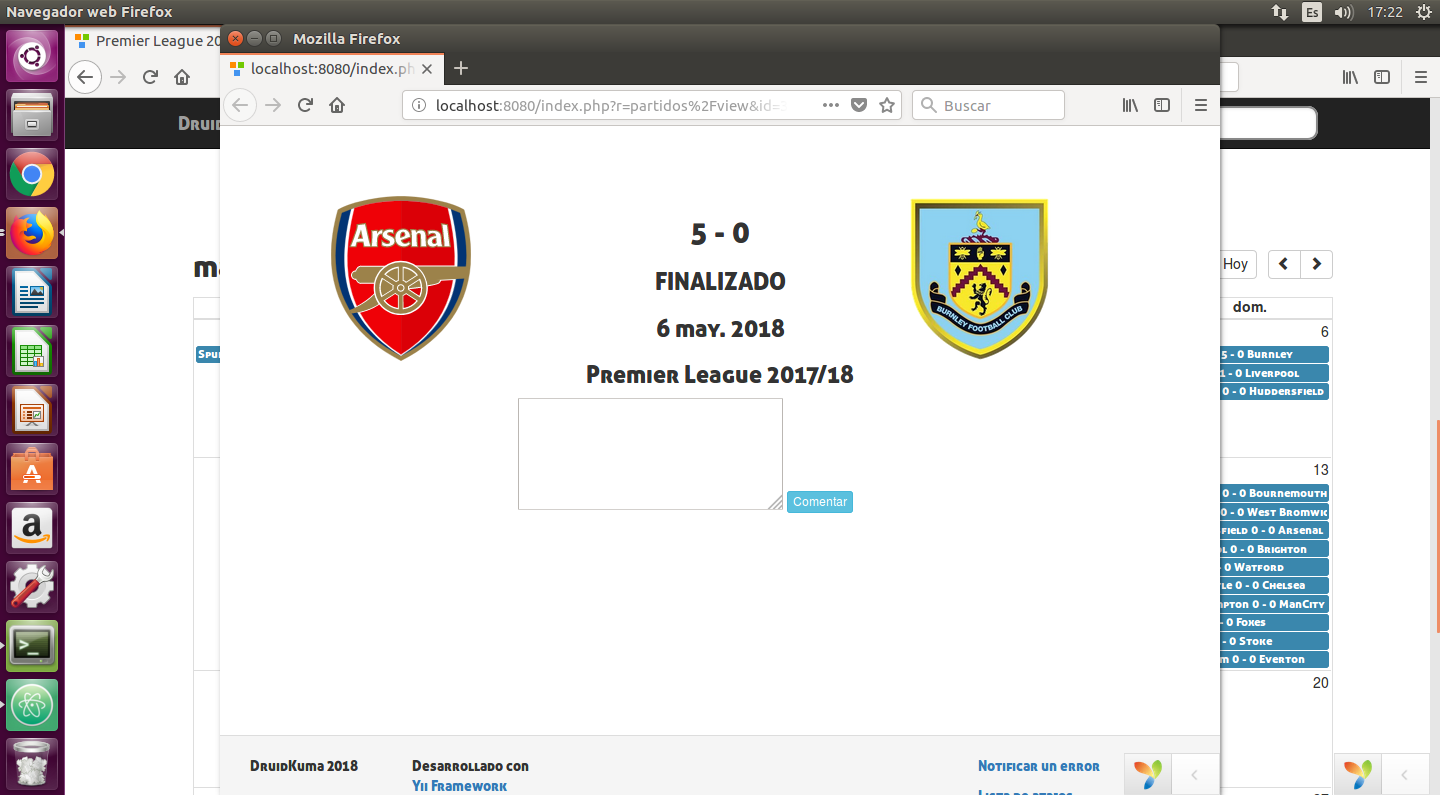 Navegador web Firefox
Es
17:22
Premier League 20
Mozilla Firefox
localhost:8080/index.ph
localhost:8080/index.php?r=partidos%2Fview&id=
Buscar
Arsenal
5 - 0
BURNLEY FOOTBALL CLUB
FINALIZADO
6 may. 2018
Premier League 2017/18
Comentar
Hoy
dom.
6
5 - 0 Burnley
1 - 0 Liverpool
0 - 0 Huddersfield
13
0 - 0 Bournemouth
0 - 0 West Bromwic
field 0 - 0 Arsenal
ol 0 - 0 Brighton
- 0 Watford
tle 0 - 0 Chelsea
mpton 0 - 0 ManCity
- 0 Foxes
- 0 Stoke
m 0 - 0 Everton
20
DruidKuma 2018
Desarrollado con
Yii Framework
Notificar un error